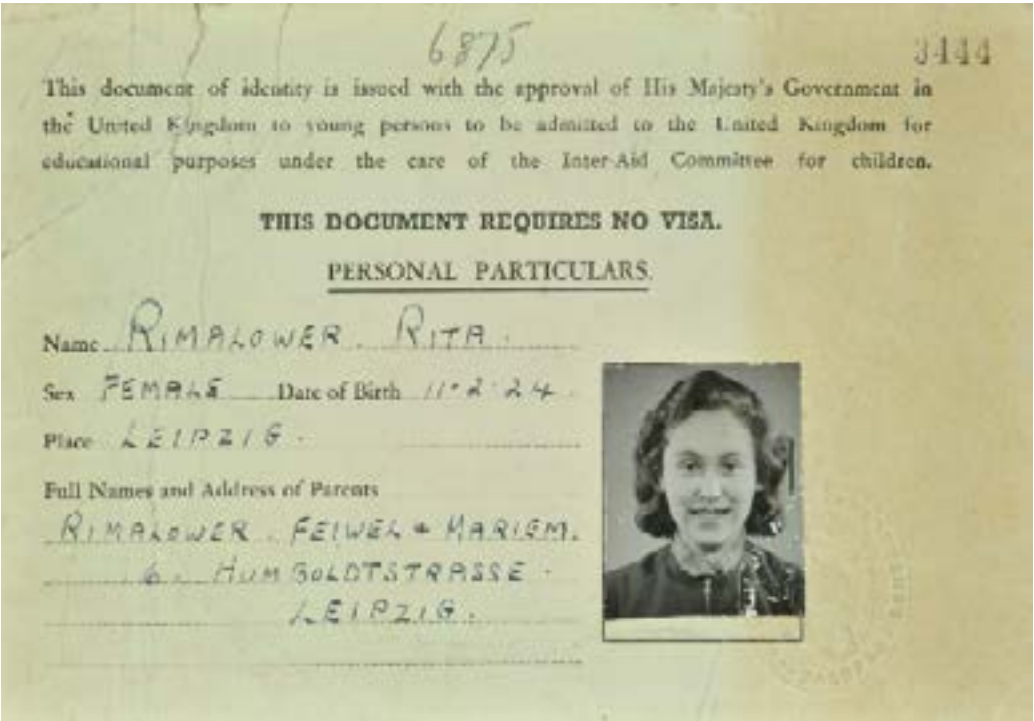 6875
3444
This document of identity is issued with the approval of His Majesty's Government in
the United Kingdom to young persons to be admitted to the United Kingdom for
educational purposes under the care of the Inter-Aid Committee for children.
THIS DOCUMENT REQUIRES NO VISA.
PERSONAL PARTICULARS.
Name RIMALOWER. RITA.
Sex FEMALE Date of Birth 11·2·24.
Place LEIPZIG.
Full Names and Address of Parents
RIMALOWER. FEIWEL + MARIEM.
6. HUMBOLDTSTRASSE.
LEIPZIG.